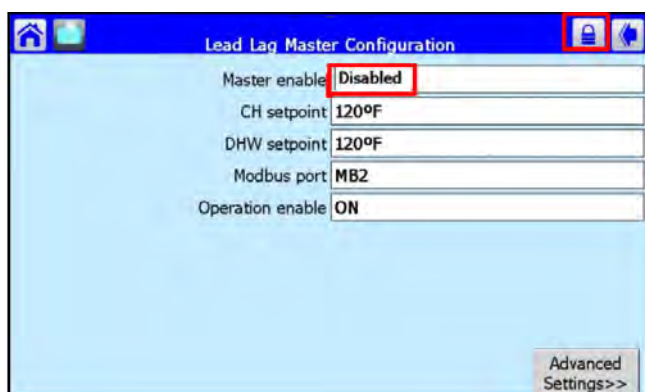 Lead Lag Master Configuration
Master enable Disabled
CH setpoint 120ºF
DHW setpoint 120ºF
Modbus port MB2
Operation enable ON
Advanced
Settings>>